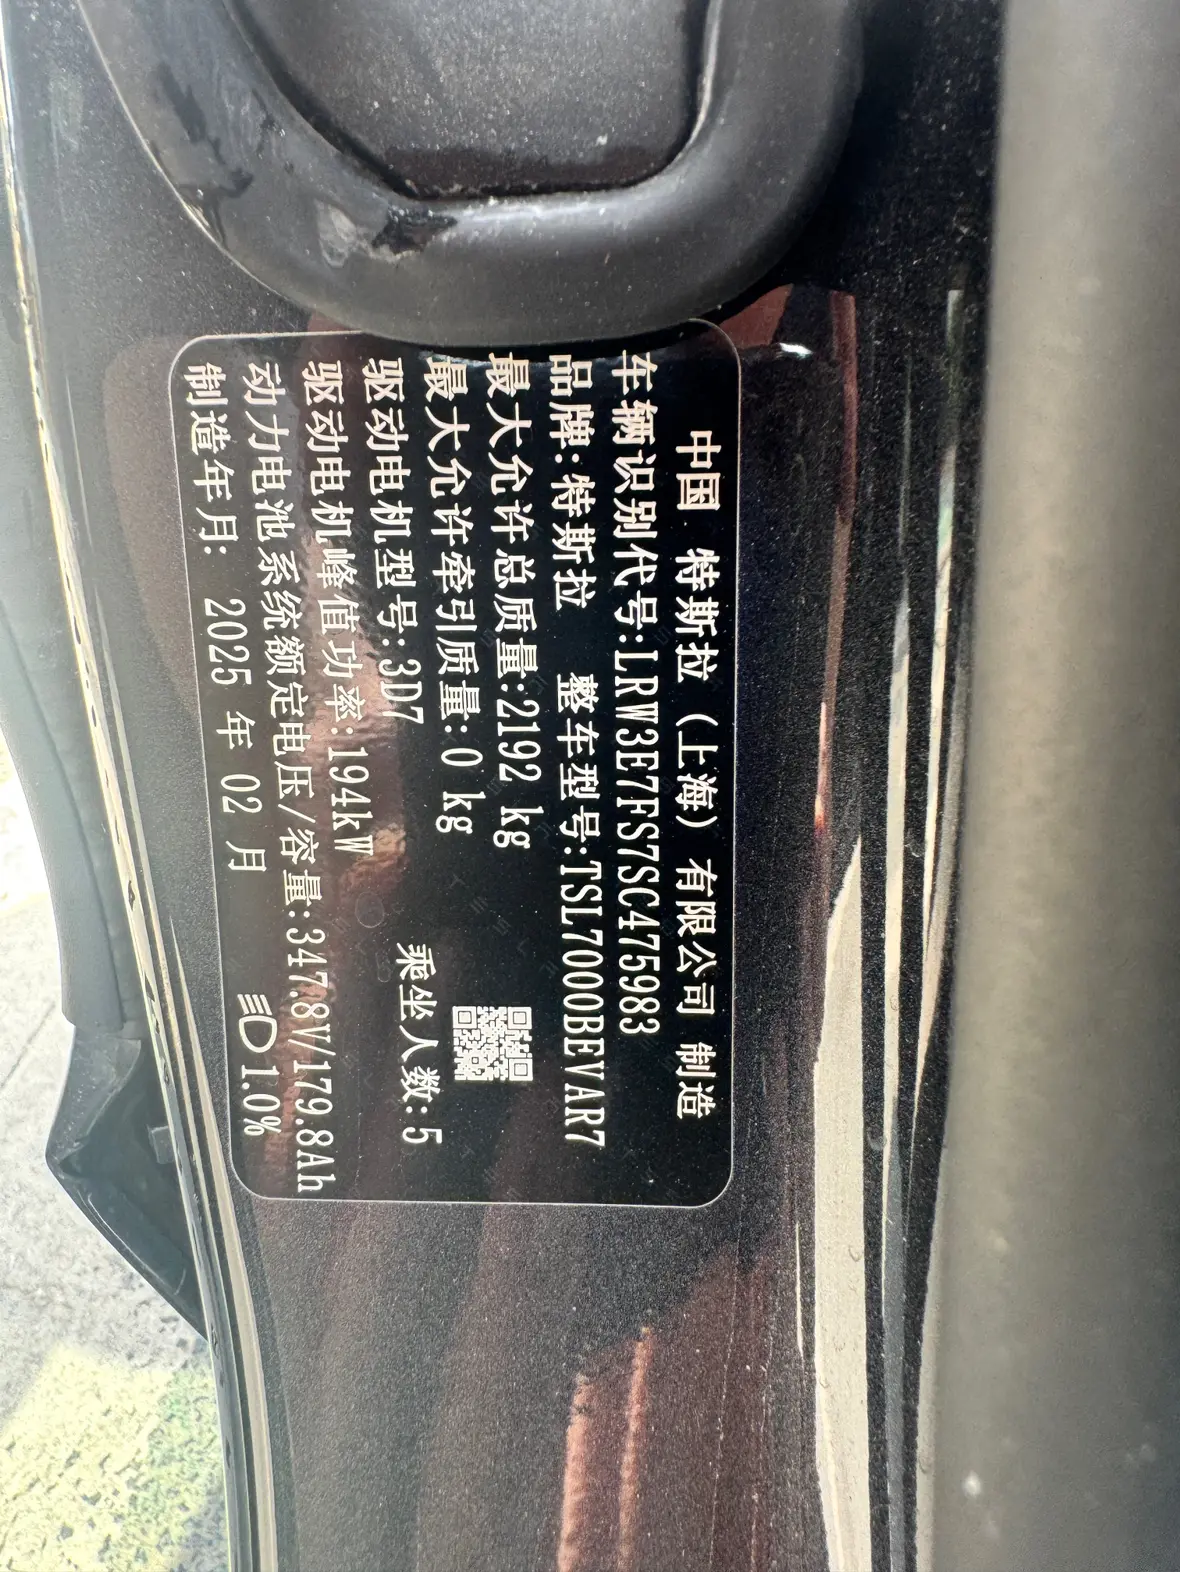 中国 特斯拉（上海）有限公司 制造
车辆识别代号:LRW3E7FS7SC475983
品牌:特斯拉 整车型号:TSL7000BEVAR7
最大允许总质量:2192 kg
最大允许牵引质量:0 kg
驱动电机型号:3D7 乘坐人数:5
驱动电机峰值功率:194kW
动力电池系统额定电压/容量:347.8V/179.8Ah
制造年月: 2025 年 02 月 1.0%